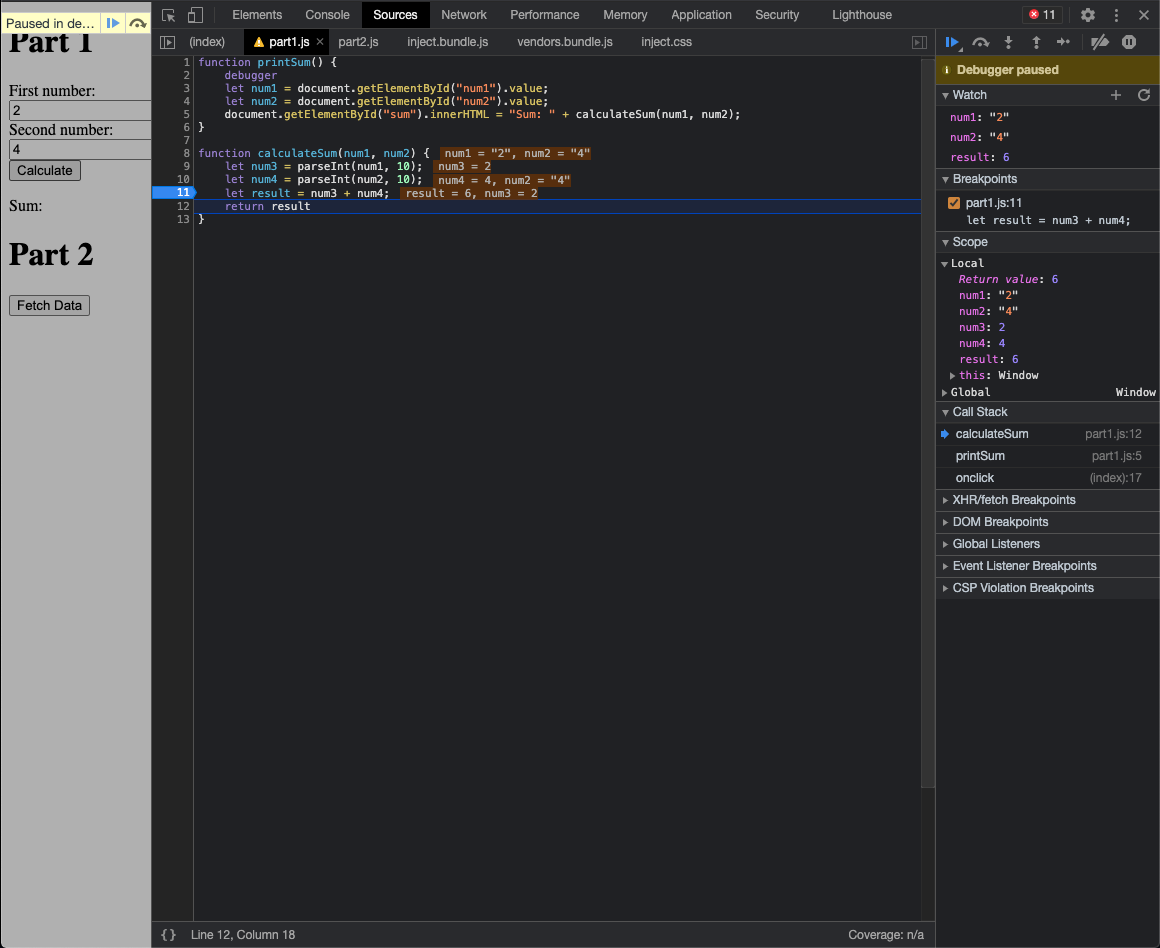 Paused in de...
Part 1
First number:
2
Second number:
4
Calculate
Sum:
Part 2
Fetch Data
Elements Console Sources Network Performance Memory Application Security Lighthouse 11
(index) part1.js × part2.js inject.bundle.js vendors.bundle.js inject.css
1 function printSum() {
2 debugger
3 let num1 = document.getElementById("num1").value;
4 let num2 = document.getElementById("num2").value;
5 document.getElementById("sum").innerHTML = "Sum: " + calculateSum(num1, num2);
6 }
7
8 function calculateSum(num1, num2) { num1 = "2", num2 = "4"
9 let num3 = parseInt(num1, 10); num3 = 2
10 let num4 = parseInt(num2, 10); num4 = 4, num2 = "4"
11 let result = num3 + num4; result = 6, num3 = 2
12 return result
13 }
{ } Line 12, Column 18 Coverage: n/a
Debugger paused
Watch
num1: "2"
num2: "4"
result: 6
Breakpoints
part1.js:11
let result = num3 + num4;
Scope
Local
Return value: 6
num1: "2"
num2: "4"
num3: 2
num4: 4
result: 6
this: Window
Global Window
Call Stack
calculateSum part1.js:12
printSum part1.js:5
onclick (index):17
XHR/fetch Breakpoints
DOM Breakpoints
Global Listeners
Event Listener Breakpoints
CSP Violation Breakpoints